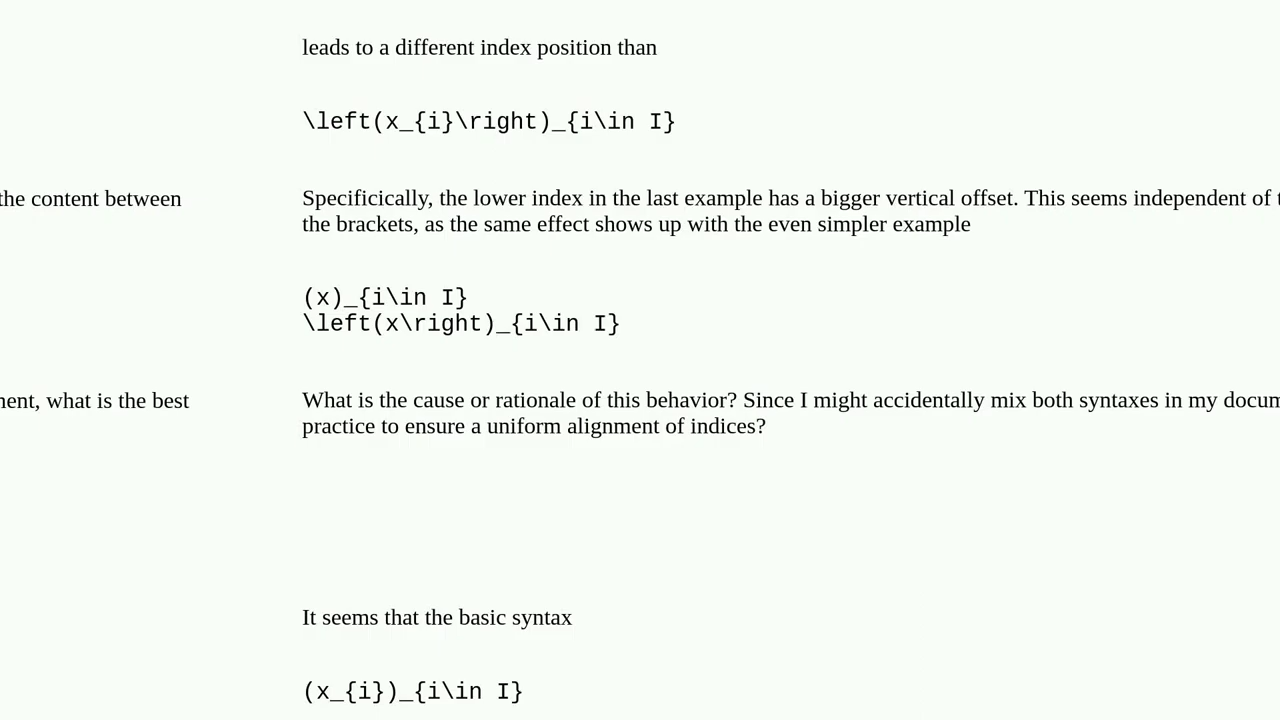 leads to a different index position than
\left(x_{i}\right)_{i\in I}
the content between
Specificically, the lower index in the last example has a bigger vertical offset. This seems independent of
the brackets, as the same effect shows up with the even simpler example
(x)_{i\in I}
\left(x\right)_{i\in I}
ment, what is the best
What is the cause or rationale of this behavior? Since I might accidentally mix both syntaxes in my docum
practice to ensure a uniform alignment of indices?
It seems that the basic syntax
(x_{i})_{i\in I}